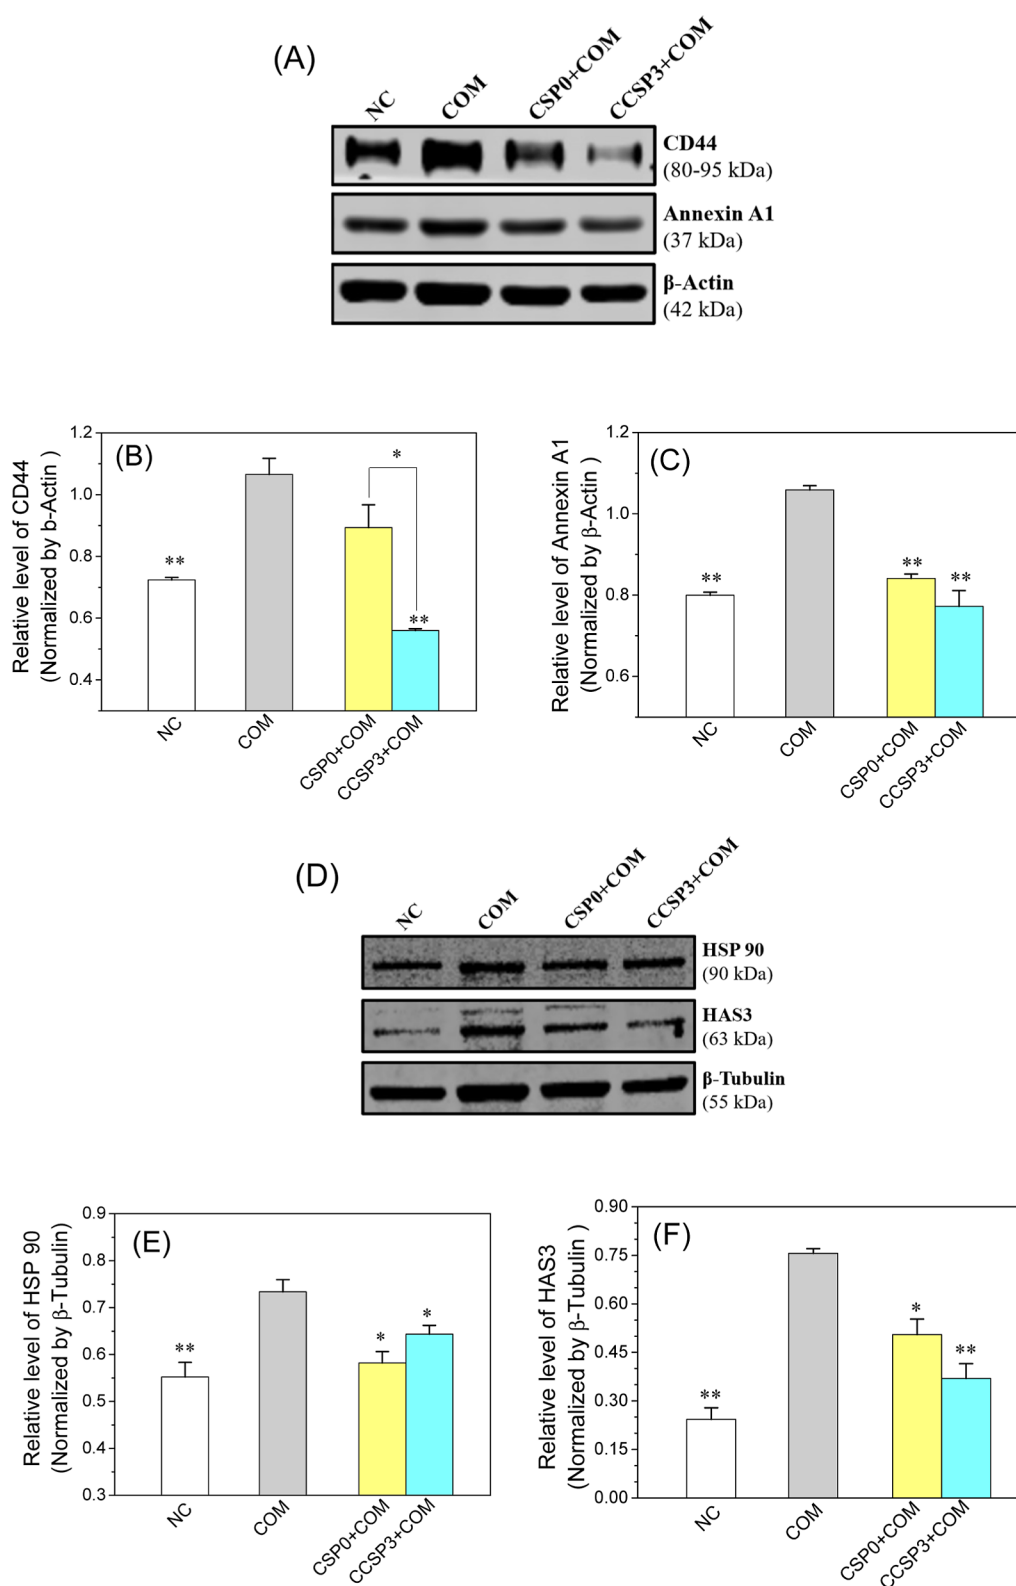 (A)
NC
COM
CSP0+COM
CCSP3+COM
CD44
(80-95 kDa)
Annexin A1
(37 kDa)
β-Actin
(42 kDa)
(B)
Relative level of CD44
(Normalized by b-Actin)
1.2
1.0
0.8
0.6
0.4
**
*
**
NC
COM
CSP0+COM
CCSP3+COM
(C)
Relative level of Annexin A1
(Normalized by β-Actin )
1.2
1.0
0.8
0.6
**
**
**
NC
COM
CSP0+COM
CCSP3+COM
(D)
NC
COM
CSP0+COM
CCSP3+COM
HSP 90
(90 kDa)
HAS3
(63 kDa)
β-Tubulin
(55 kDa)
(E)
Relative level of HSP 90
(Normalized by β-Tubulin)
0.9
0.8
0.7
0.6
0.5
0.4
0.3
**
*
*
NC
COM
CSP0+COM
CCSP3+COM
(F)
Relative level of HAS3
(Normalized by β-Tubulin )
0.90
0.75
0.60
0.45
0.30
0.15
0.00
**
*
**
NC
COM
CSP0+COM
CCSP3+COM